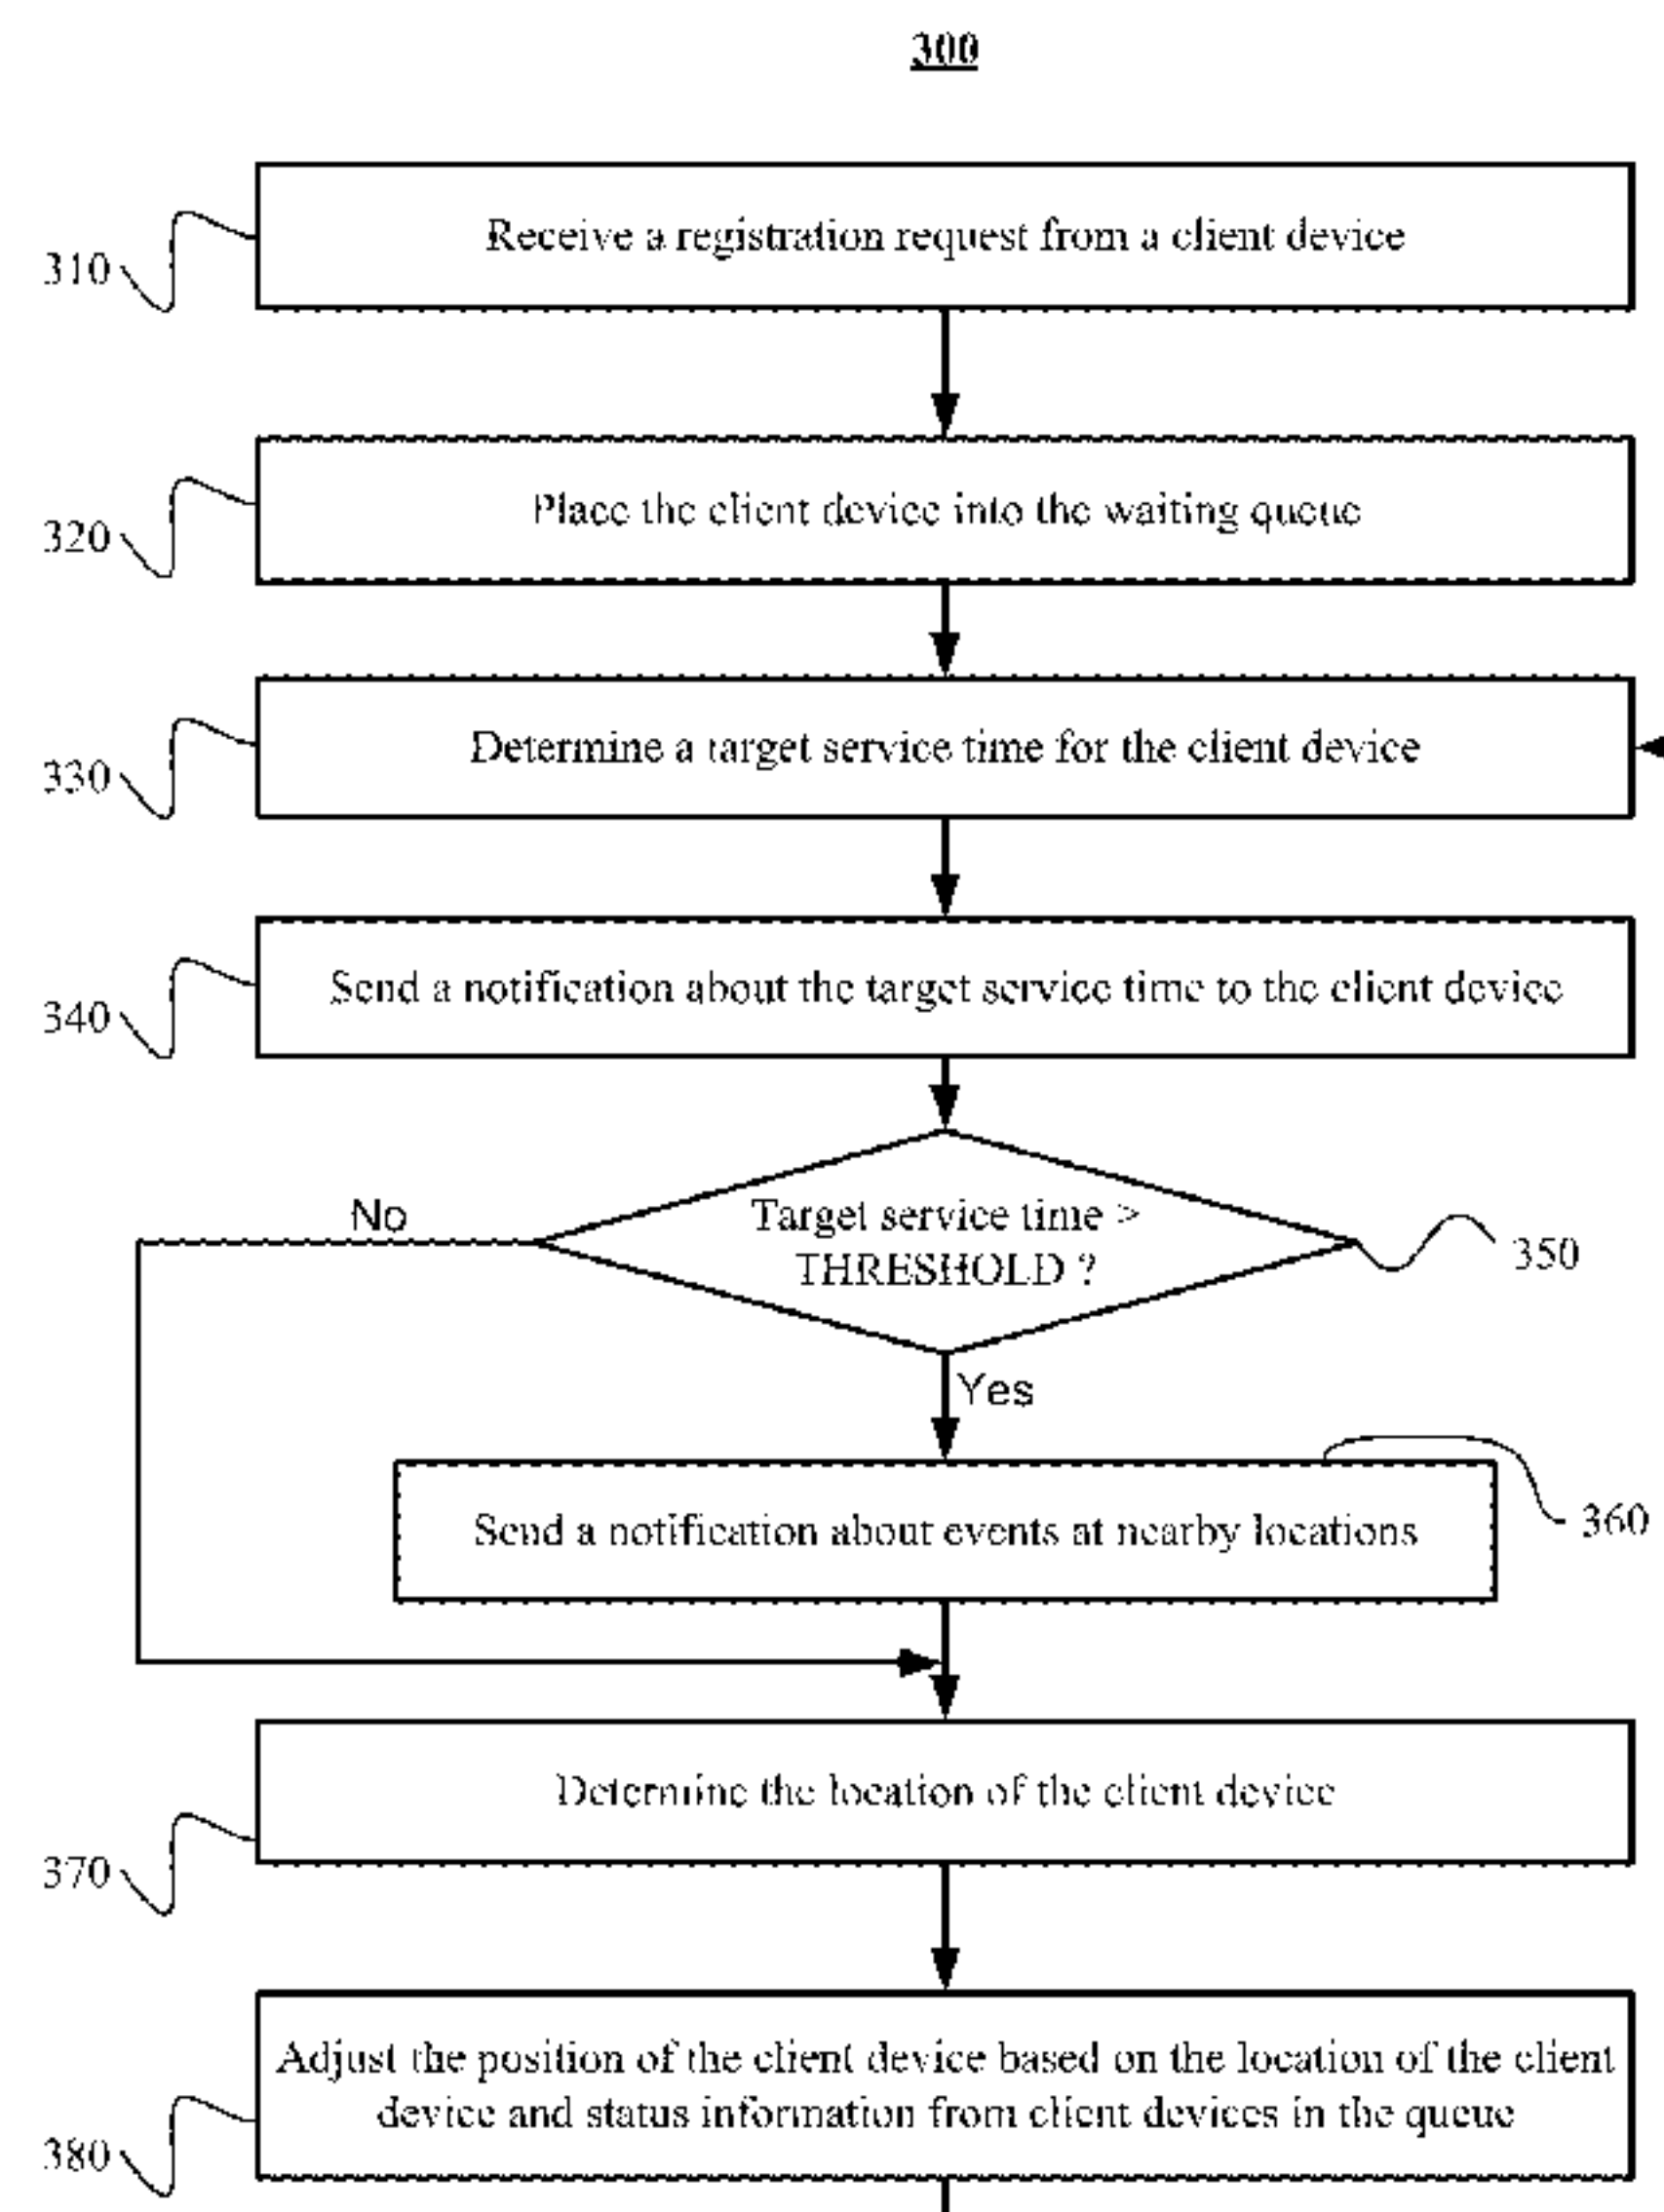 300
Receive a registration request from a client device
310
Place the client device into the waiting queue
320
Determine a target service time for the client device
330
Send a notification about the target service time to the client device
340
No
Target service time >
THRESHOLD ?
350
Yes
Send a notification about events at nearby locations
360
Determine the location of the client device
370
Adjust the position of the client device based on the location of the client
device and status information from client devices in the queue
380